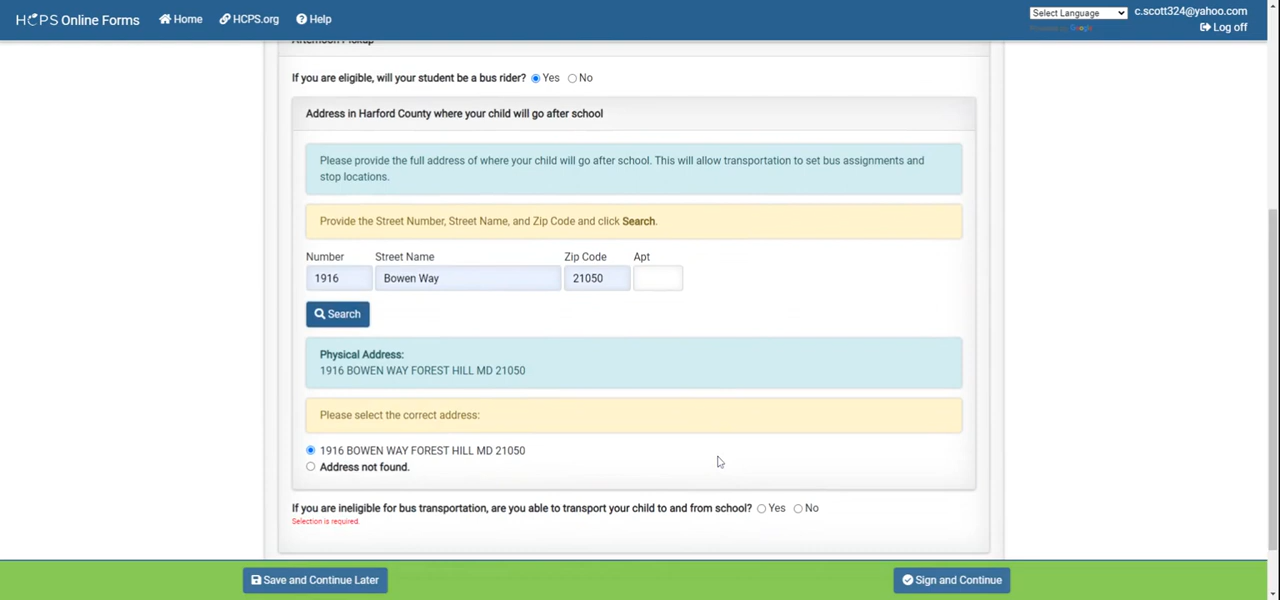 HCPS Online Forms
Home
HCPS.org
Help
Select Language
c.scott324@yahoo.com
Log off
Afternoon Pickup
If you are eligible, will your student be a bus rider? Yes No
Address in Harford County where your child will go after school
Please provide the full address of where your child will go after school. This will allow transportation to set bus assignments and
stop locations.
Provide the Street Number, Street Name, and Zip Code and click Search.
Number Street Name Zip Code Apt
1916 Bowen Way 21050
Search
Physical Address:
1916 BOWEN WAY FOREST HILL MD 21050
Please select the correct address:
1916 BOWEN WAY FOREST HILL MD 21050
Address not found.
If you are ineligible for bus transportation, are you able to transport your child to and from school? Yes No
Selection is required.
Save and Continue Later
Sign and Continue